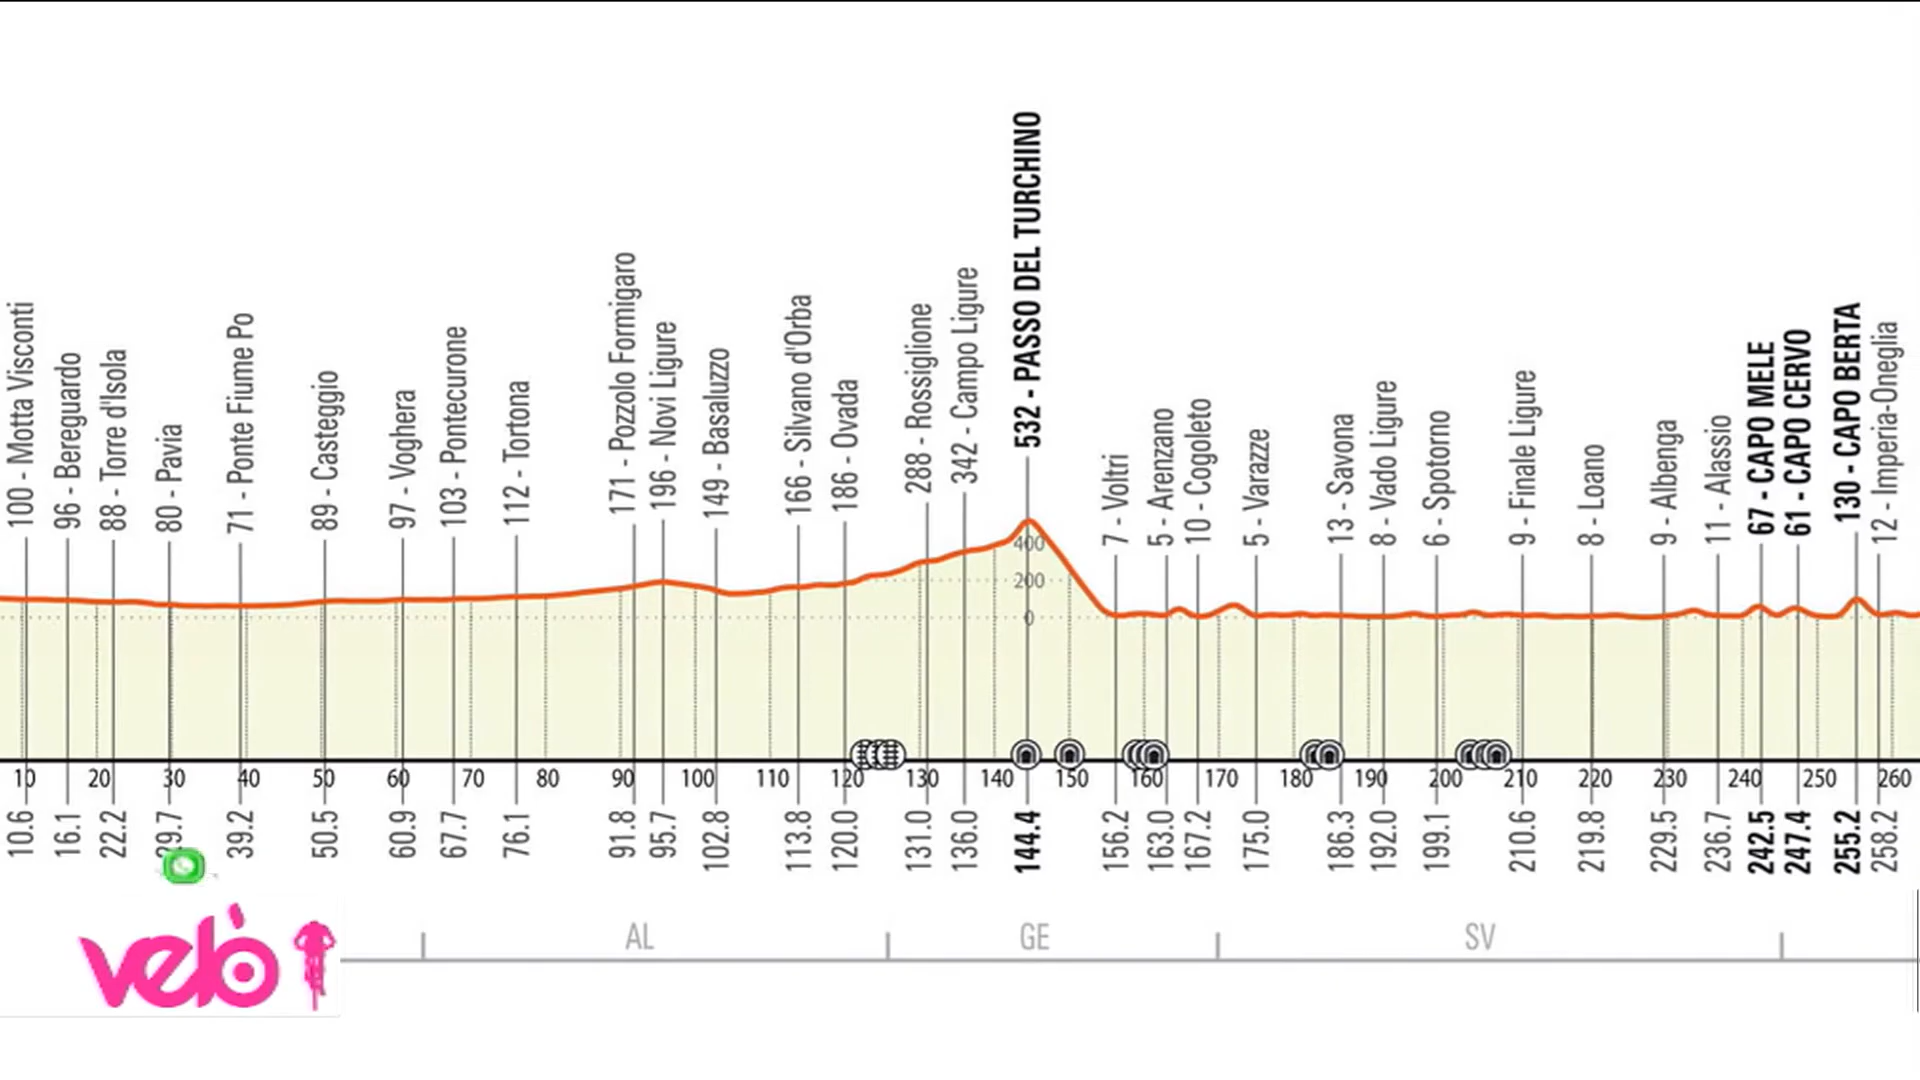 100 - Motta Visconti
96 - Bereguardo
88 - Torre d'Isola
80 - Pavia
71 - Ponte Fiume Po
89 - Casteggio
97 - Voghera
103 - Pontecurone
112 - Tortona
171 - Pozzolo Formigaro
196 - Novi Ligure
149 - Basaluzzo
166 - Silvano d'Orba
186 - Ovada
288 - Rossiglione
342 - Campo Ligure
532 - PASSO DEL TURCHINO
7 - Voltri
5 - Arenzano
10 - Cogoleto
5 - Varazze
13 - Savona
8 - Vado Ligure
6 - Spotorno
9 - Finale Ligure
8 - Loano
9 - Albenga
11 - Alassio
67 - CAPO MELE
61 - CAPO CERVO
130 - CAPO BERTA
12 - Imperia-Oneglia
400
200
0
10 20 30 40 50 60 70 80 90 100 110 120 130 140 150 160 170 180 190 200 210 220 230 240 250 260
10.6
16.1
22.2
29.7
39.2
50.5
60.9
67.7
76.1
91.8
95.7
102.8
113.8
120.0
131.0
136.0
144.4
156.2
163.0
167.2
175.0
186.3
192.0
199.1
210.6
219.8
229.5
236.7
242.5
247.4
255.2
258.2
AL GE SV
velò